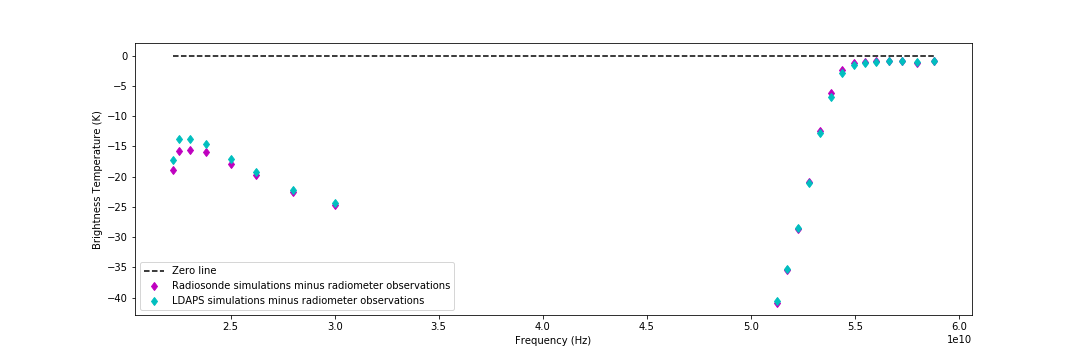 0
−5
−10
−15
−20
−25
−30
−35
−40
Brightness Temperature (K)
Zero line
Radiosonde simulations minus radiometer observations
LDAPS simulations minus radiometer observations
2.5
3.0
3.5
4.0
4.5
5.0
5.5
6.0
1e10
Frequency (Hz)